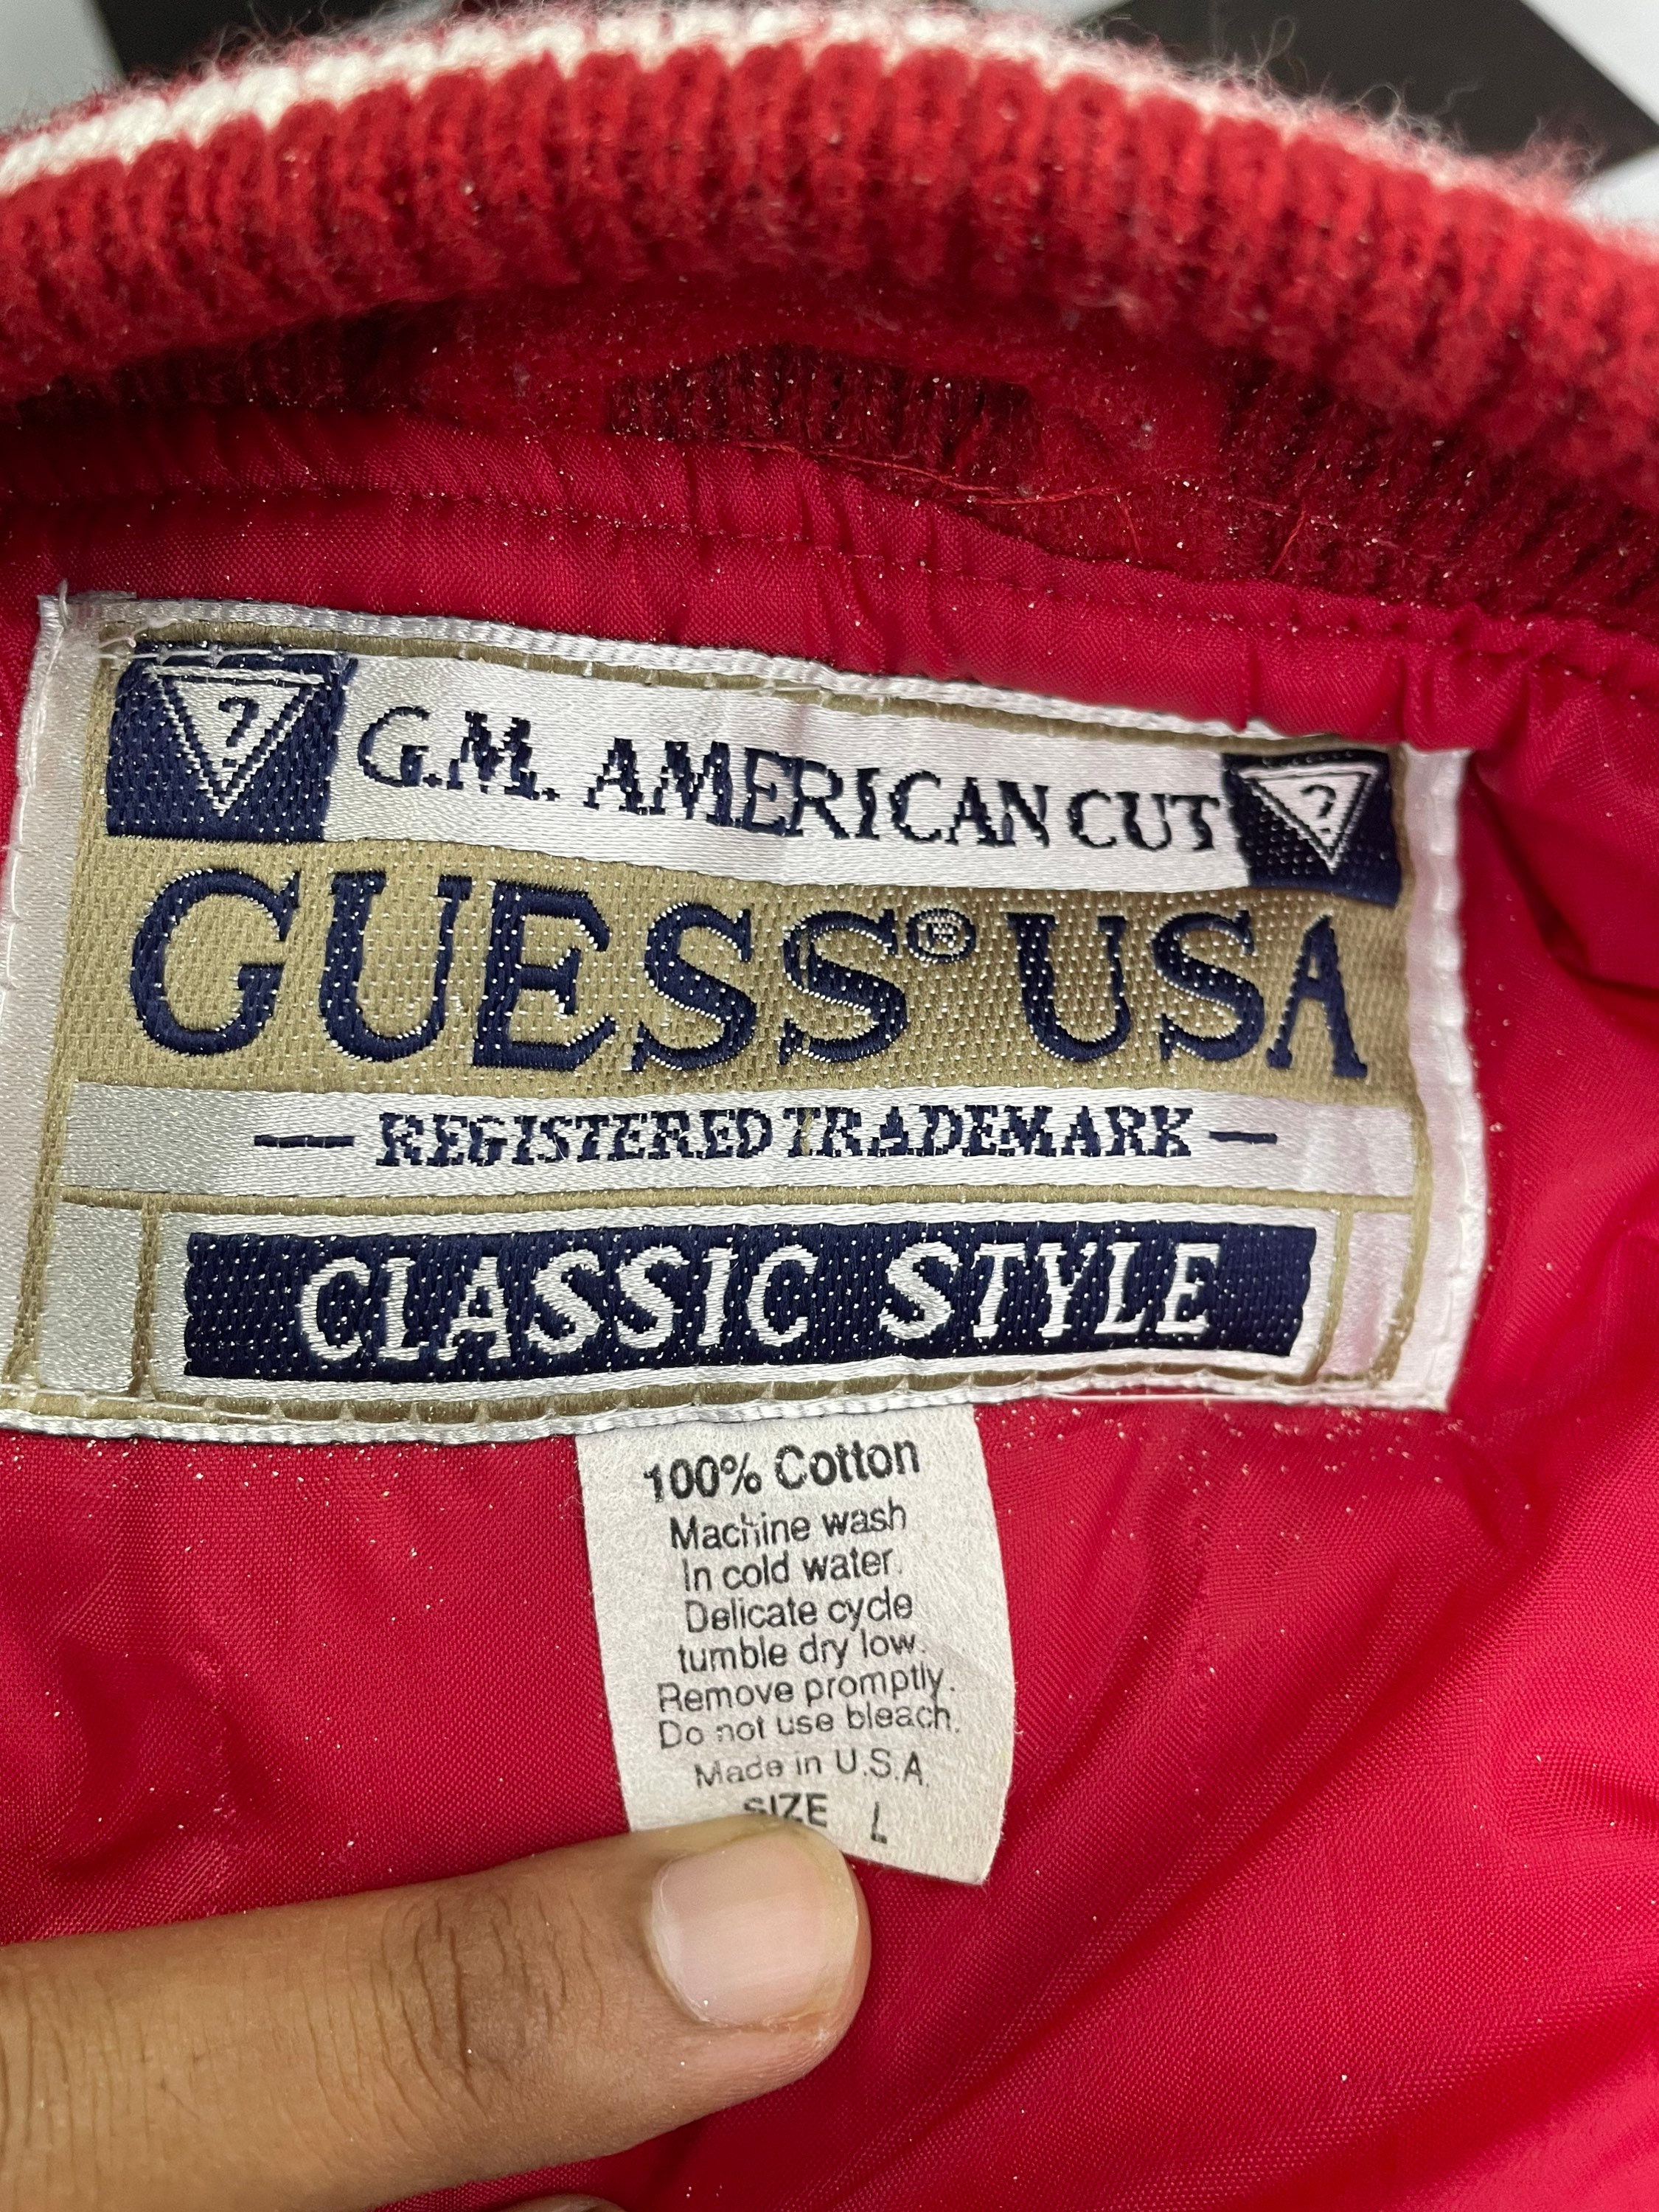 ? G.M. AMERICAN CUT ?
GUESS® USA
— REGISTERED TRADEMARK —
CLASSIC STYLE
100% Cotton
Machine wash
In cold water.
Delicate cycle
tumble dry low.
Remove promptly.
Do not use bleach.
Made in U.S.A.
SIZE L